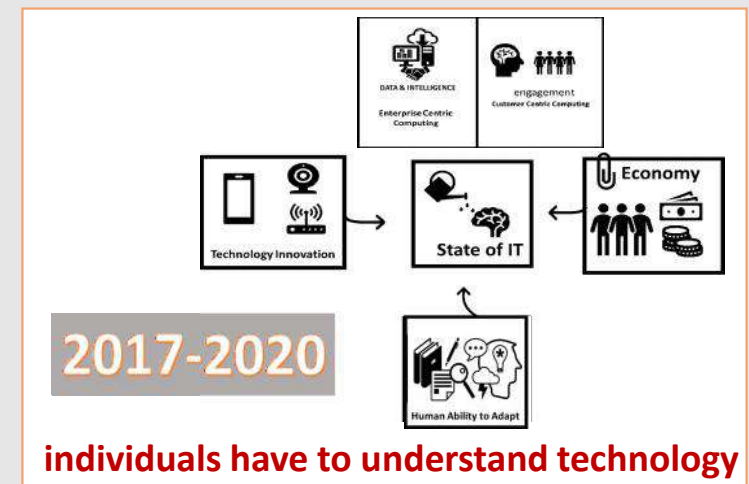 DATA & INTELLIGENCE
Enterprise Centric
Computing
engagement
Customer Centric Computing
Technology Innovation
State of IT
Economy
2017-2020
Human Ability to Adapt
individuals have to understand technology